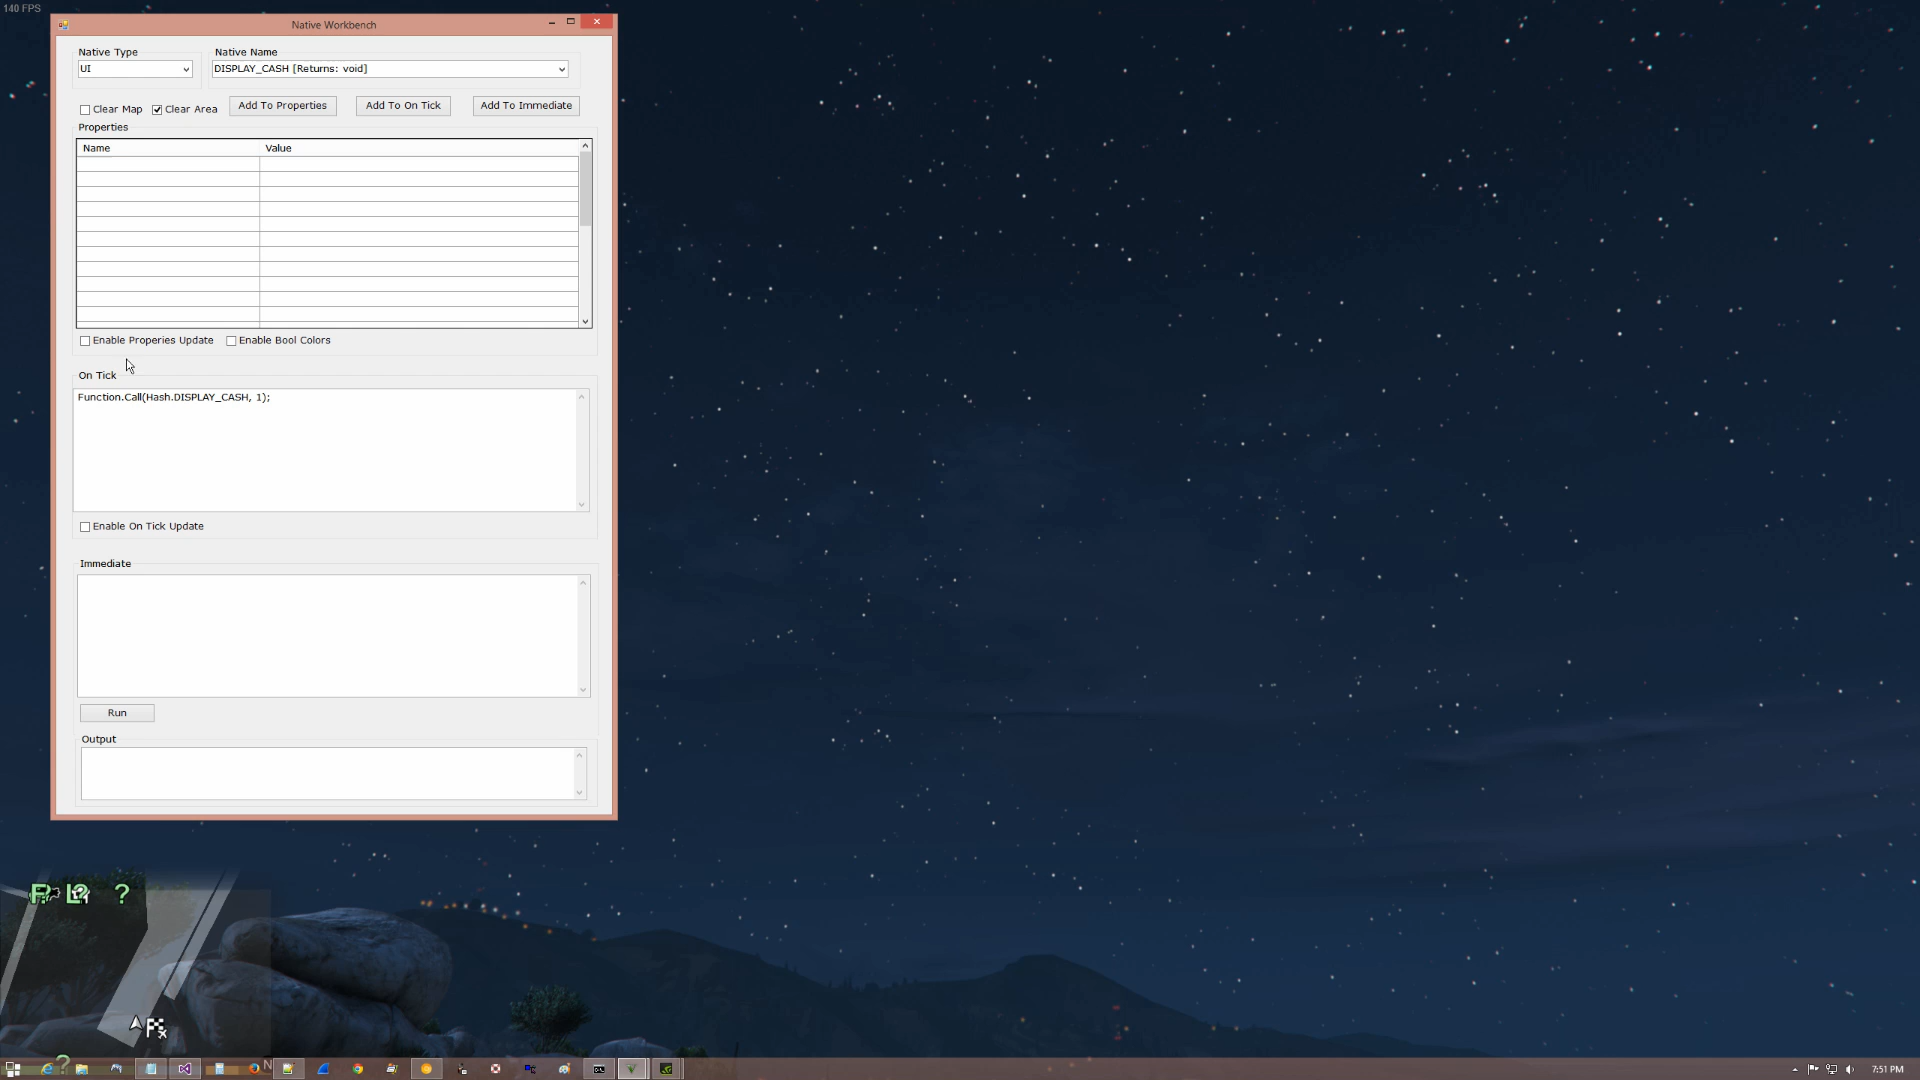 140 FPS
Native Workbench
Native Type
Native Name
UI
DISPLAY_CASH [Returns: void]
Clear Map
Clear Area
Add To Properties
Add To On Tick
Add To Immediate
Properties
Name
Value
Enable Properies Update
Enable Bool Colors
On Tick
Function.Call(Hash.DISPLAY_CASH, 1);
Enable On Tick Update
Immediate
Run
Output
?
?
N
7:51 PM